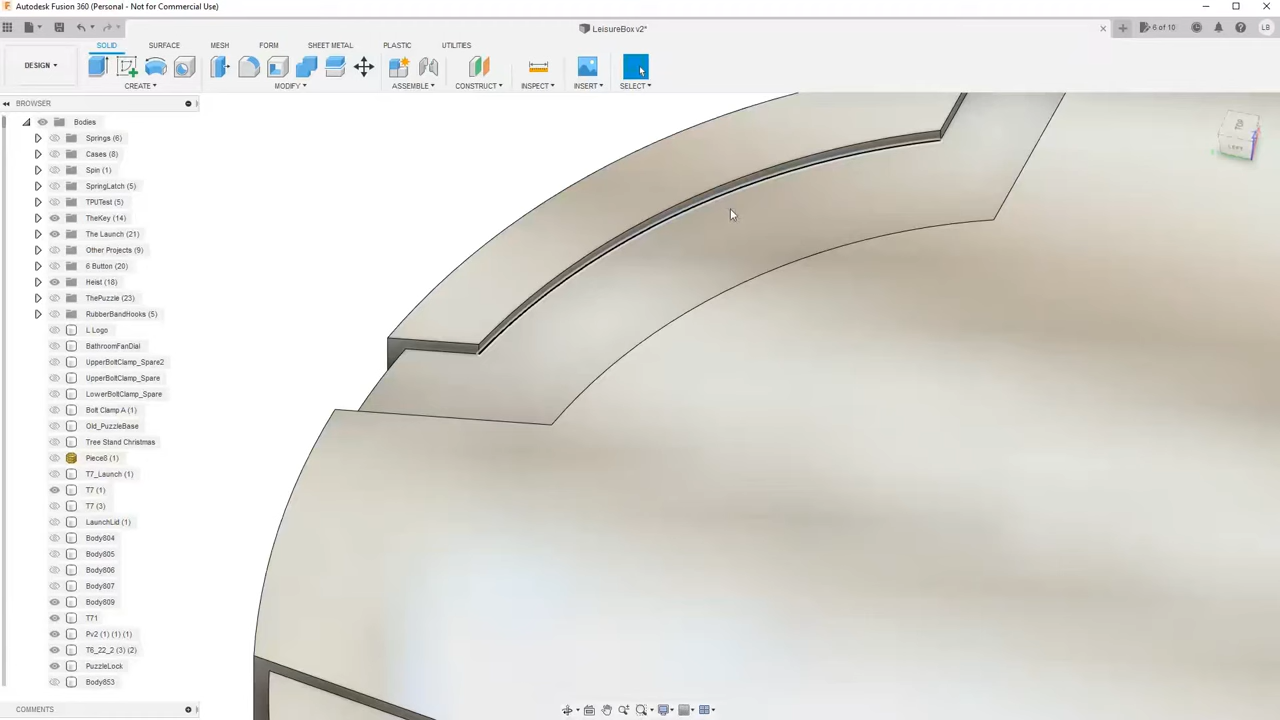 Autodesk Fusion 360 (Personal - Not for Commercial Use)
LeisureBox v2*
6 of 10
LB
SOLID SURFACE MESH FORM SHEET METAL PLASTIC UTILITIES
DESIGN
CREATE MODIFY ASSEMBLE CONSTRUCT INSPECT INSERT SELECT
BROWSER
Bodies
Springs (6)
Cases (8)
Spin (1)
SpringLatch (5)
TPUTest (5)
TheKey (14)
The Launch (21)
Other Projects (9)
6 Button (20)
Heist (18)
ThePuzzle (23)
RubberBandHooks (5)
L Logo
BathroomFanDial
UpperBoltClamp_Spare2
UpperBoltClamp_Spare
LowerBoltClamp_Spare
Bolt Clamp A (1)
Old_PuzzleBase
Tree Stand Christmas
Piece8 (1)
T7_Launch (1)
T7 (1)
T7 (3)
LaunchLid (1)
Body804
Body805
Body806
Body807
Body809
T71
Pv2 (1) (1) (1)
T6_22_2 (3) (2)
PuzzleLock
Body853
COMMENTS
LEFT